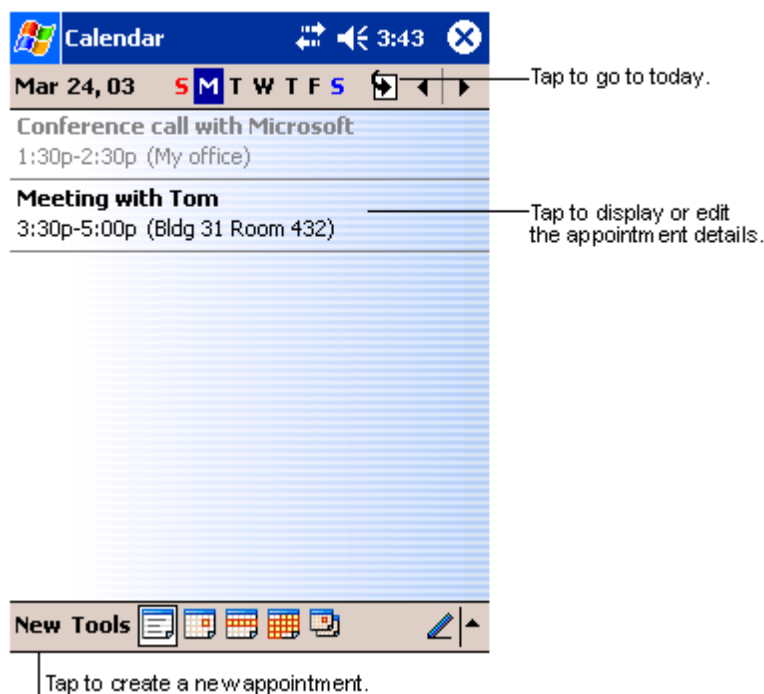 Calendar 3:43
Mar 24, 03 S M T W T F S
Tap to go to today.
Conference call with Microsoft
1:30p-2:30p (My office)
Meeting with Tom
3:30p-5:00p (Bldg 31 Room 432)
Tap to display or edit
the appointment details.
New Tools
Tap to create a new appointment.